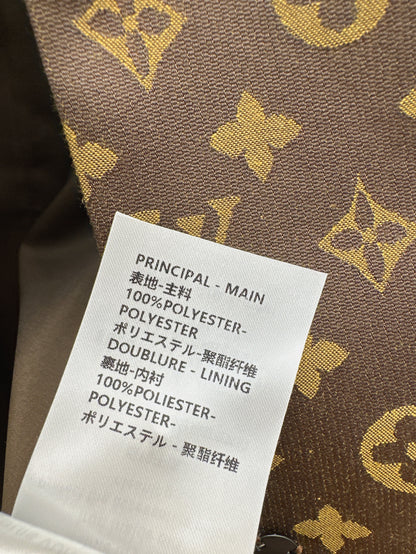 PRINCIPAL - MAIN
表地-主料
100%POLYESTER-
POLYESTER
ポリエステル-聚酯纤维
DOUBLURE - LINING
裏地-内衬
100%POLIESTER-
POLYESTER-
ポリエステル - 聚酯纤维